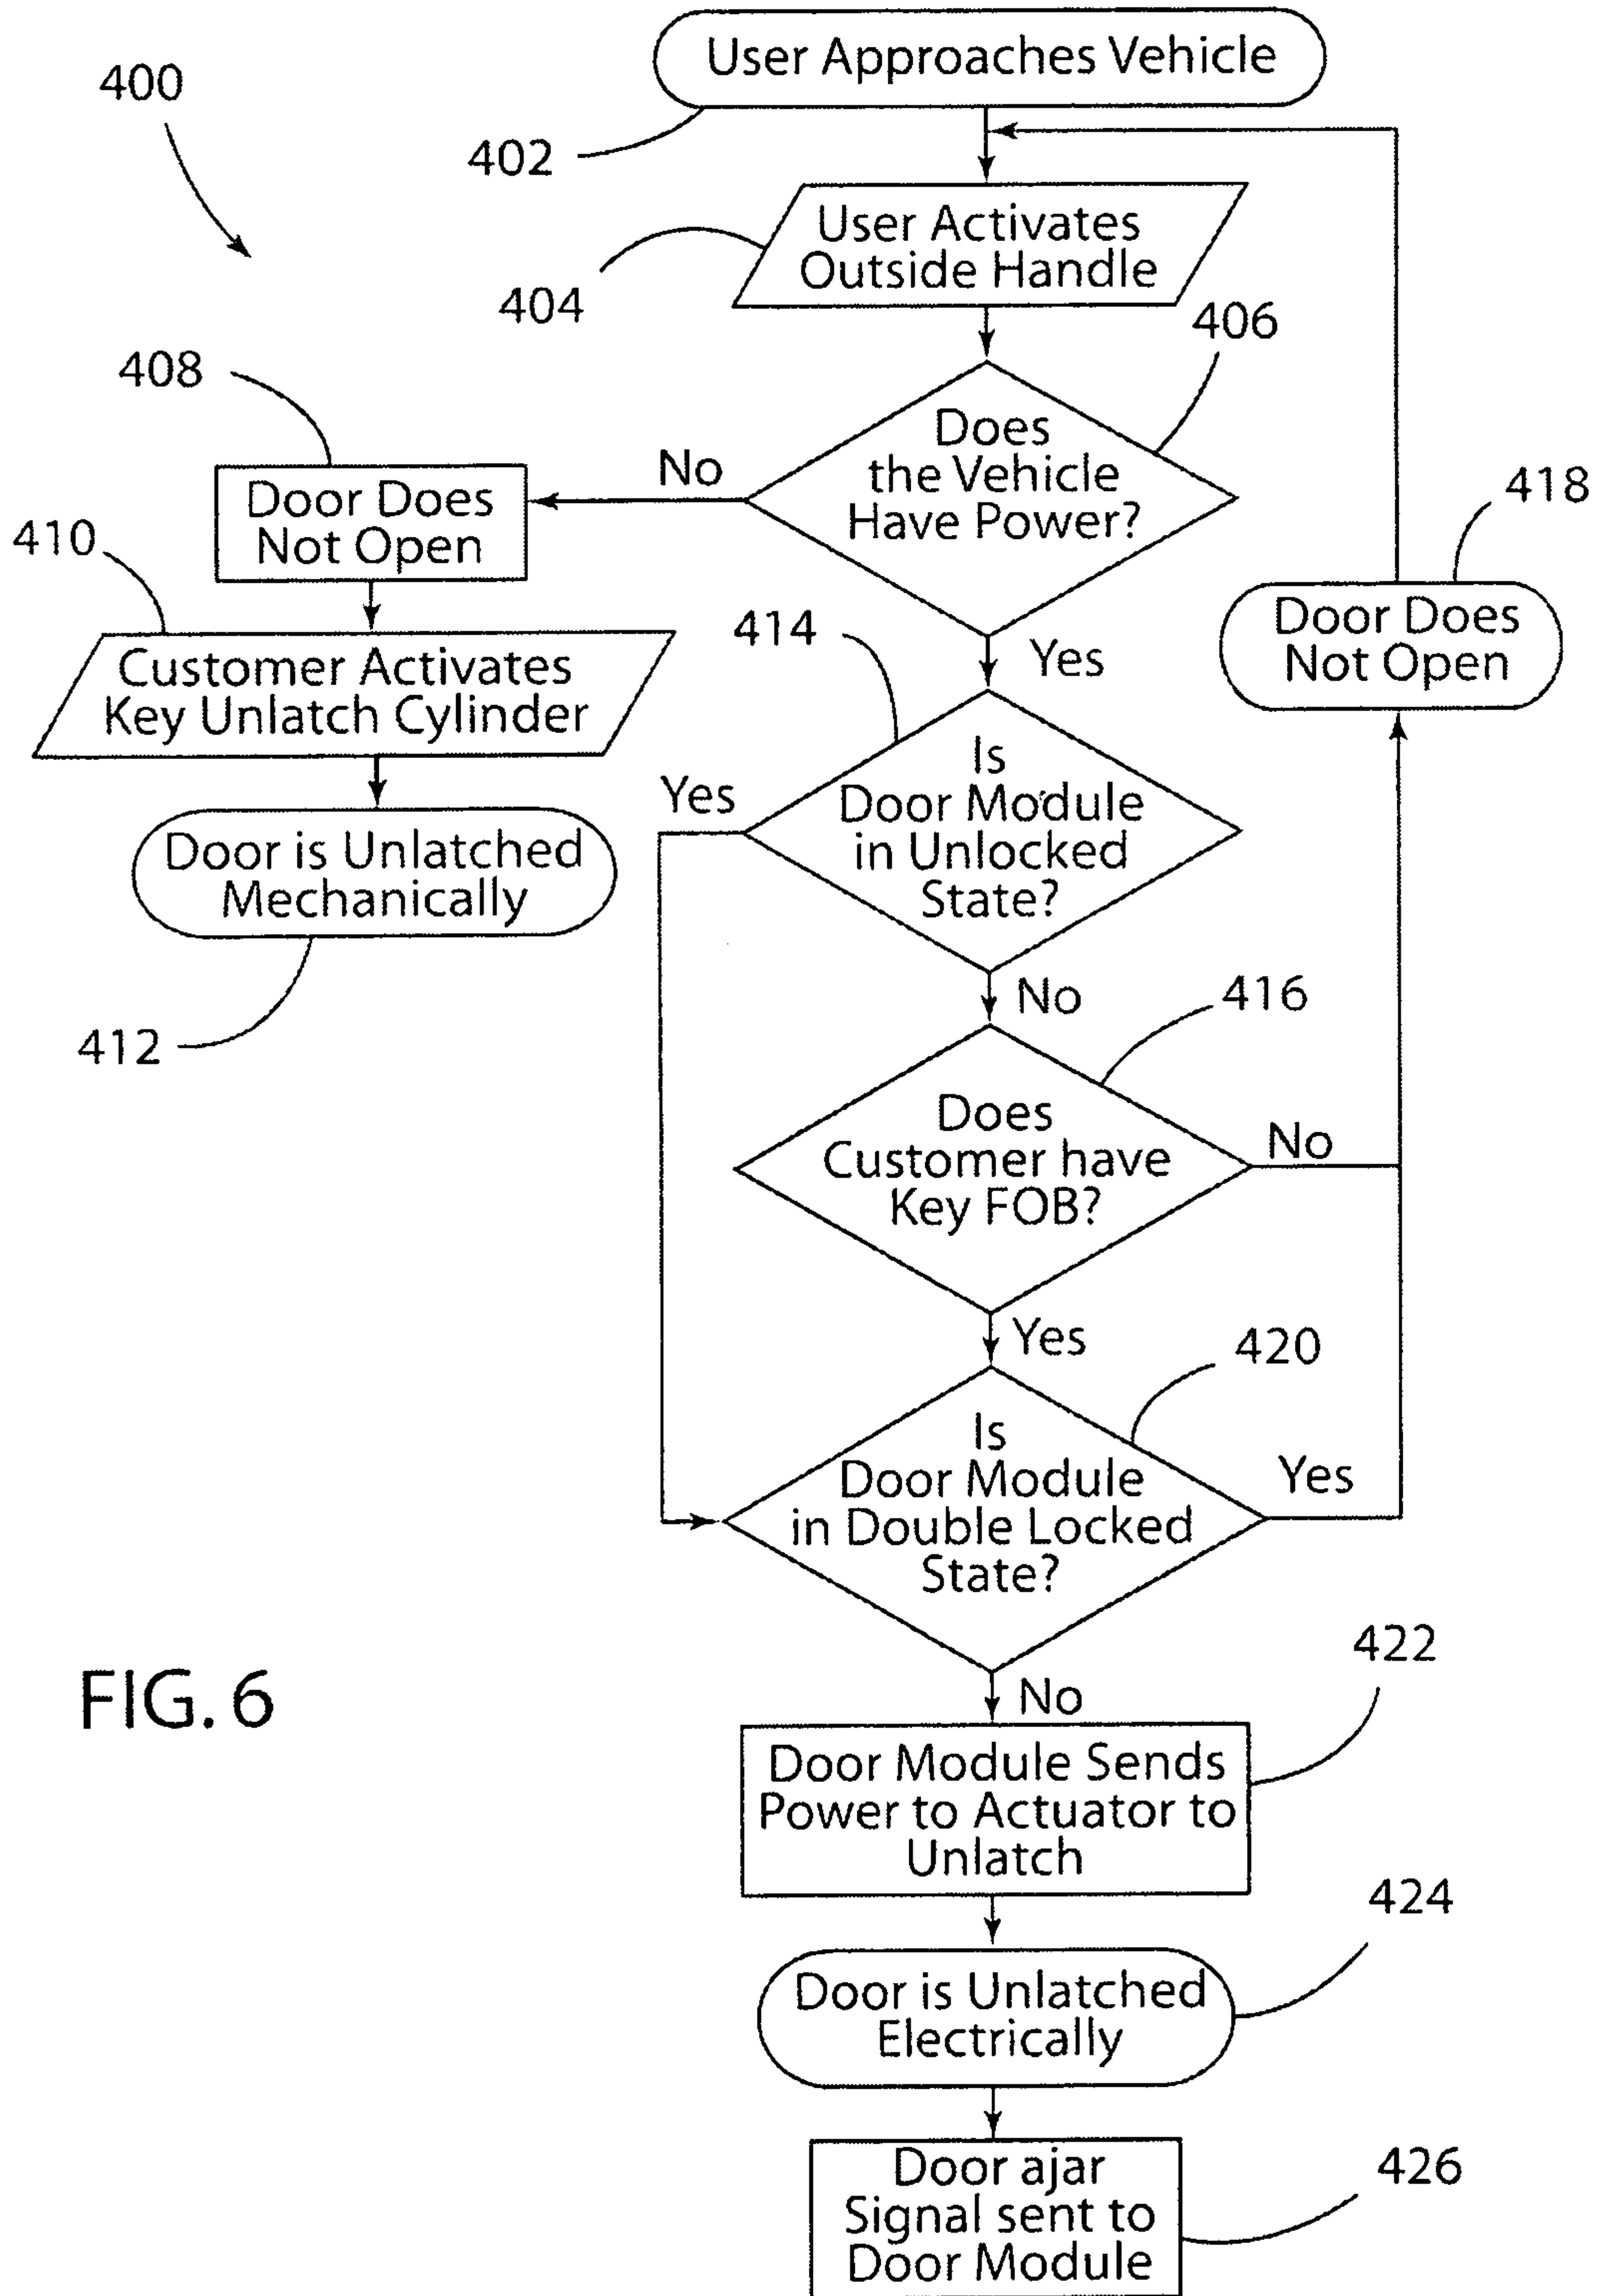 User Approaches Vehicle
400
402
User Activates
Outside Handle
404
406
408
Does
the Vehicle
Have Power?
No
Door Does
Not Open
418
410
Customer Activates
Key Unlatch Cylinder
414
Yes
Door Does
Not Open
Is
Door Module
in Unlocked
State?
Yes
Door is Unlatched
Mechanically
412
No
416
Does
Customer have
Key FOB?
No
Yes
420
Is
Door Module
in Double Locked
State?
Yes
FIG. 6
No
422
Door Module Sends
Power to Actuator to
Unlatch
424
Door is Unlatched
Electrically
Door ajar
Signal sent to
Door Module
426